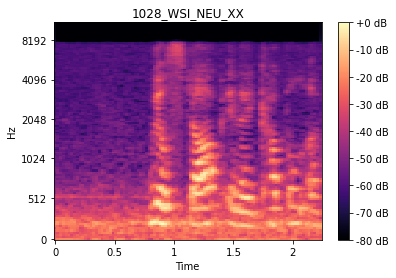 1028_WSI_NEU_XX
Hz
8192
4096
2048
1024
512
0
0
0.5
1
1.5
2
Time
+0 dB
-10 dB
-20 dB
-30 dB
-40 dB
-50 dB
-60 dB
-70 dB
-80 dB